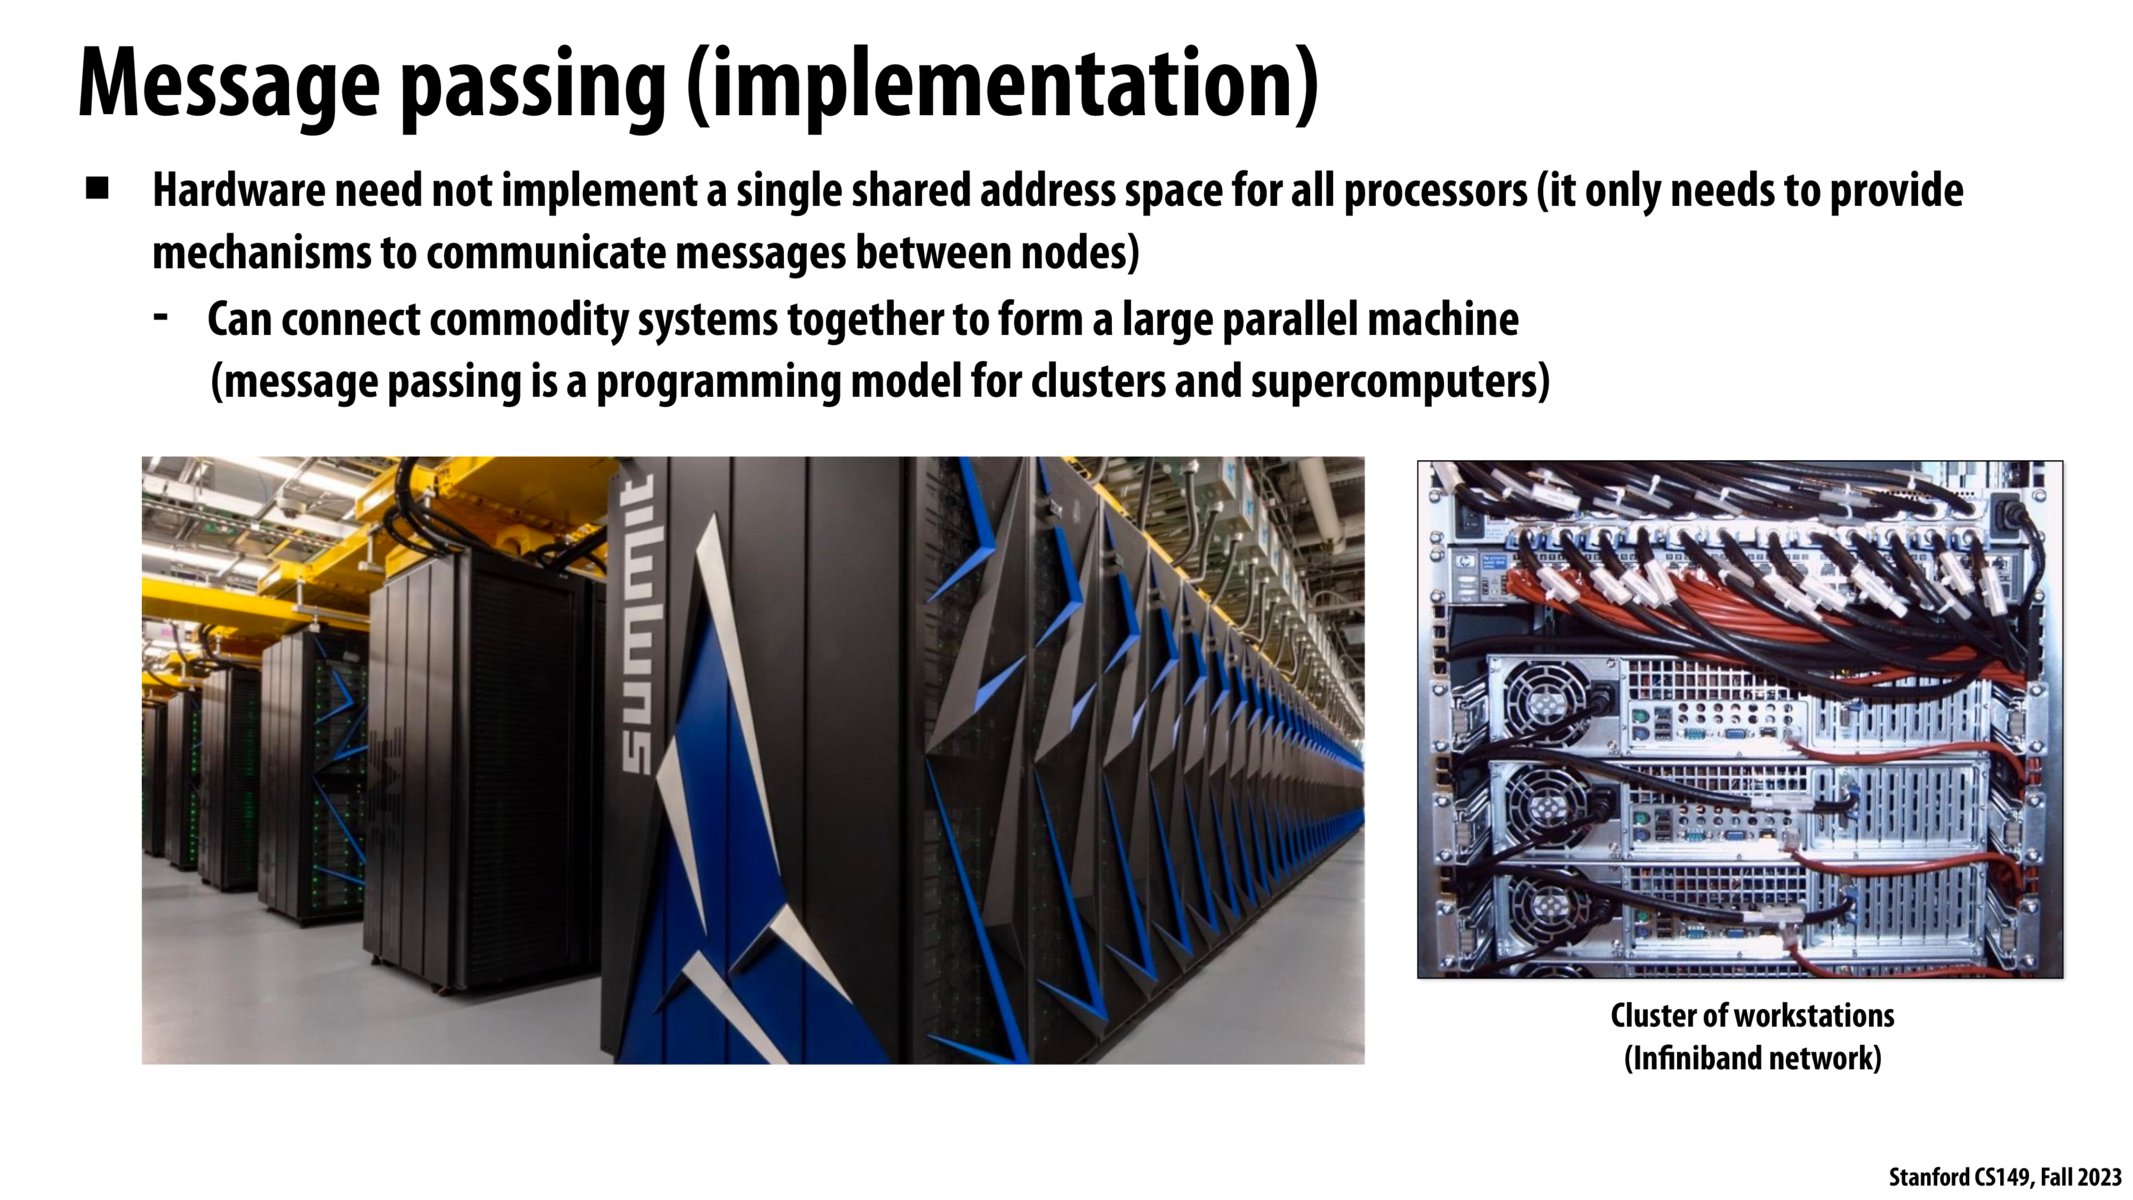 Message passing (implementation)
■ Hardware need not implement a single shared address space for all processors (it only needs to provide
mechanisms to communicate messages between nodes)
- Can connect commodity systems together to form a large parallel machine
(message passing is a programming model for clusters and supercomputers)
summit
IBM
hp
Cluster of workstations
(Infiniband network)
Stanford CS149, Fall 2023